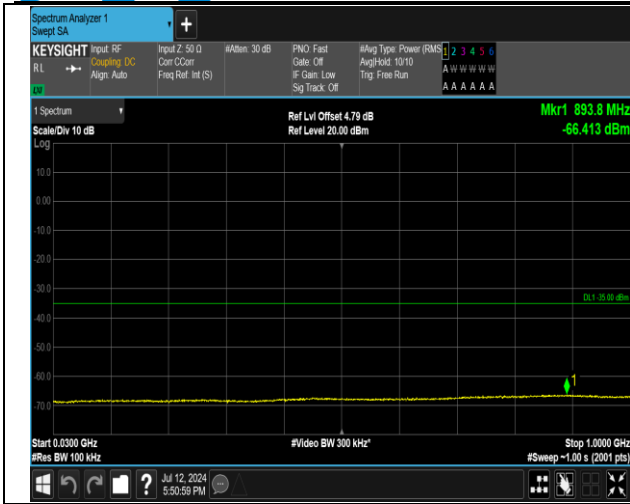 Spectrum Analyzer 1
Swept SA
+
KEYSIGHT Input: RF Input Z: 50 Ω #Atten: 30 dB PNO: Fast #Avg Type: Power (RMS 1 2 3 4 5 6
RL Coupling: DC Corr CCorr Gate: Off Avg|Hold: 10/10 A W W W W W
Align: Auto Freq Ref: Int (S) IF Gain: Low Trig: Free Run
Sig Track: Off A A A A A A
1 Spectrum Ref Lvl Offset 4.79 dB Mkr1 893.8 MHz
Scale/Div 10 dB Ref Level 20.00 dBm -66.413 dBm
Log
10.0
0.00
-10.0
-20.0
-30.0
DL1 -35.00 dBm
-40.0
-50.0
-60.0
1
-70.0
Start 0.0300 GHz #Video BW 300 kHz* Stop 1.0000 GHz
#Res BW 100 kHz #Sweep ~1.00 s (2001 pts)
? Jul 12, 2024
5:50:59 PM